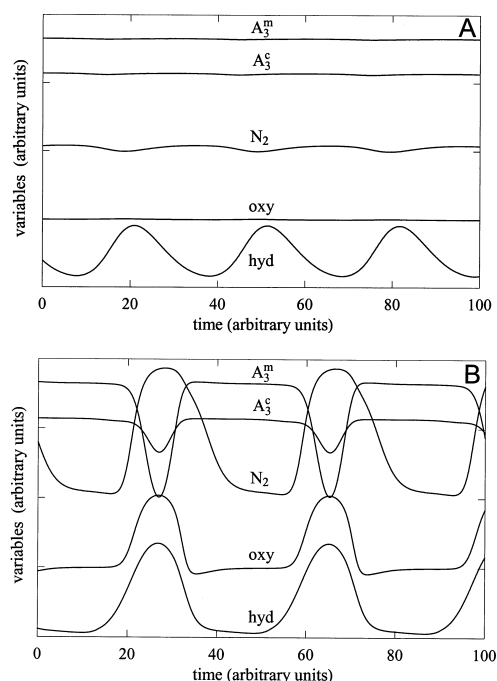 A
A₃ᵐ
A₃ᶜ
N₂
oxy
hyd
variables (arbitrary units)
0 20 40 60 80 100
time (arbitrary units)
B
A₃ᵐ
A₃ᶜ
N₂
oxy
hyd
variables (arbitrary units)
0 20 40 60 80 100
time (arbitrary units)